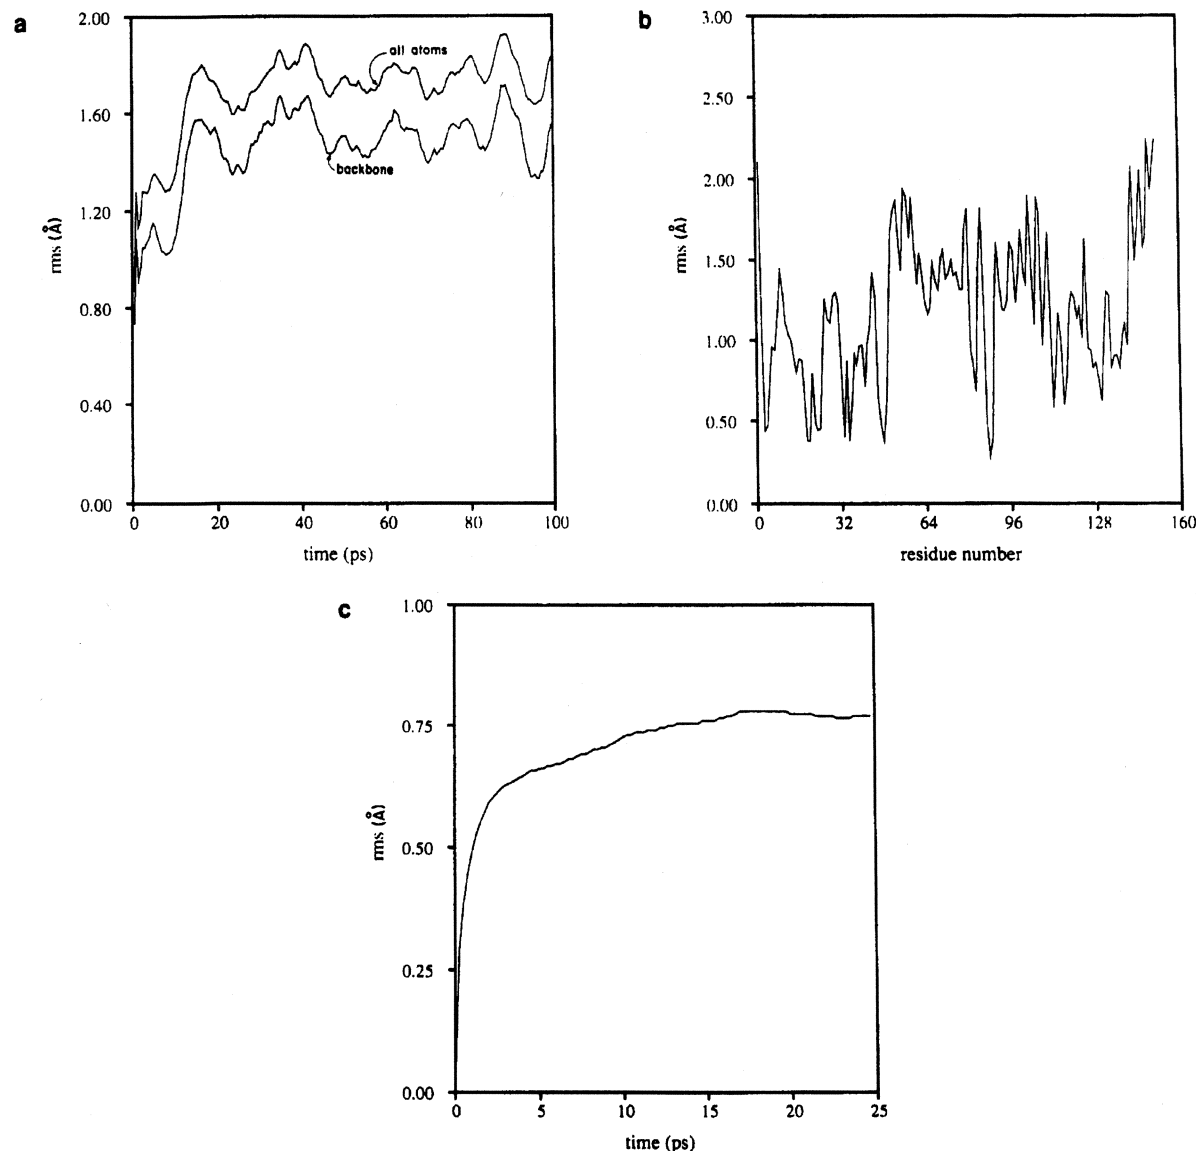 a
2.00
1.60
1.20
0.80
0.40
0.00
rms (Å)
all atoms
backbone
0 20 40 60 80 100
time (ps)
b
3.00
2.50
2.00
1.50
1.00
0.50
0.00
rms (Å)
0 32 64 96 128 160
residue number
c
1.00
0.75
0.50
0.25
0.00
rms (Å)
0 5 10 15 20 25
time (ps)